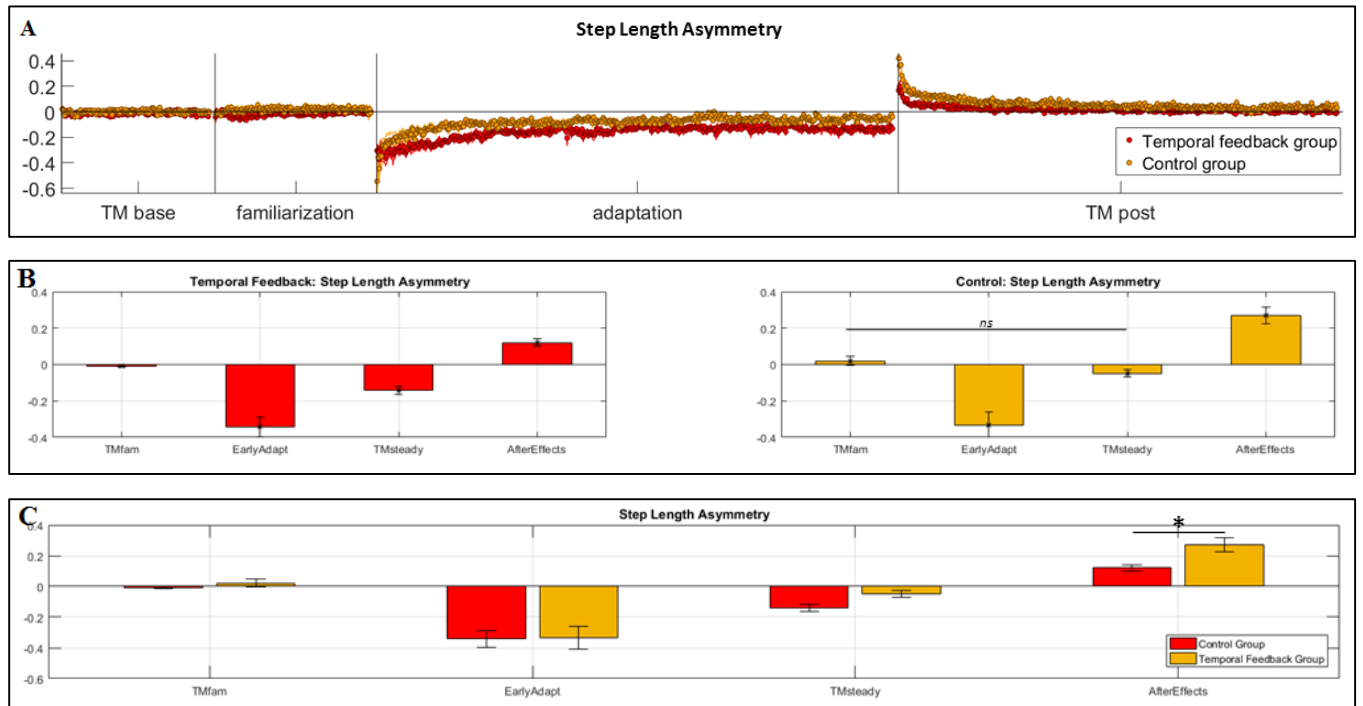 A
Step Length Asymmetry
0.4
0.2
0
-0.2
-0.4
-0.6
Temporal feedback group
Control group
TM base familiarization adaptation TM post
B
Temporal Feedback: Step Length Asymmetry
0.4
0.2
0
-0.2
-0.4
TMfam EarlyAdapt TMsteady AfterEffects
Control: Step Length Asymmetry
0.4
0.2
0
-0.2
-0.4
ns
TMfam EarlyAdapt TMsteady AfterEffects
C
Step Length Asymmetry
0.4
0.2
0
-0.2
-0.4
-0.6
*
Control Group
Temporal Feedback Group
TMfam EarlyAdapt TMsteady AfterEffects